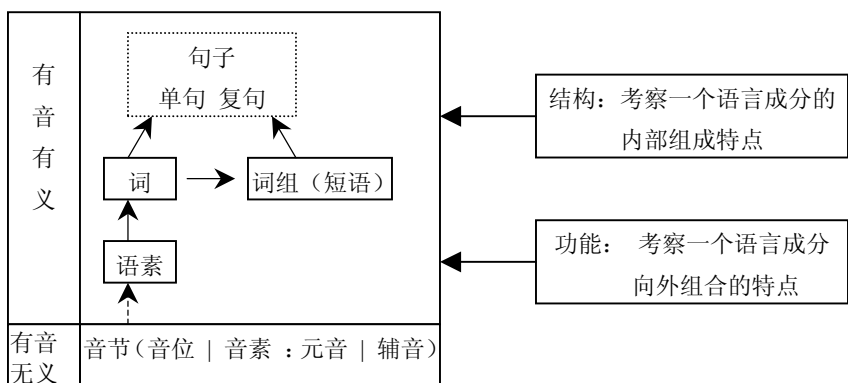 有
音
有
义
句子
单句 复句
词
词组（短语）
语素
有音
无义
音节（音位 | 音素 ：元音 | 辅音）
结构： 考察一个语言成分的
内部组成特点
功能： 考察一个语言成分
向外组合的特点